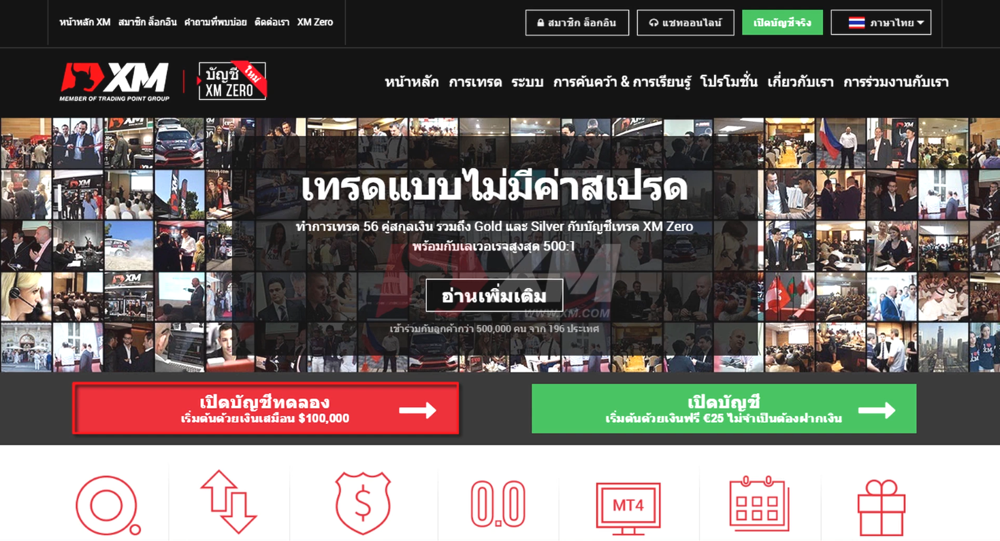 หน้าหลัก XM สมาชิก ล็อกอิน คำถามที่พบบ่อย ติดต่อเรา XM Zero
สมาชิก ล็อกอิน แชทออนไลน์ เปิดบัญชีจริง ภาษาไทย
XM
MEMBER OF TRADING POINT GROUP
บัญชี ใหม่
XM ZERO
หน้าหลัก การเทรด ระบบ การค้นคว้า & การเรียนรู้ โปรโมชั่น เกี่ยวกับเรา การร่วมงานกับเรา
เทรดแบบไม่มีค่าสเปรด
ทำการเทรด 56 คู่สกุลเงิน รวมถึง Gold และ Silver กับบัญชีเทรด XM Zero
พร้อมกับเลเวอเรจสูงสุด 500:1
อ่านเพิ่มเติม
XM
WWW.XM.COM
เข้าร่วมกับลูกค้ากว่า 500,000 คน จาก 196 ประเทศ
เปิดบัญชีทดลอง
เริ่มต้นด้วยเงินเสมือน $100,000
เปิดบัญชี
เริ่มต้นด้วยเงินฟรี €25 ไม่จำเป็นต้องฝากเงิน
$
0.0
MT4